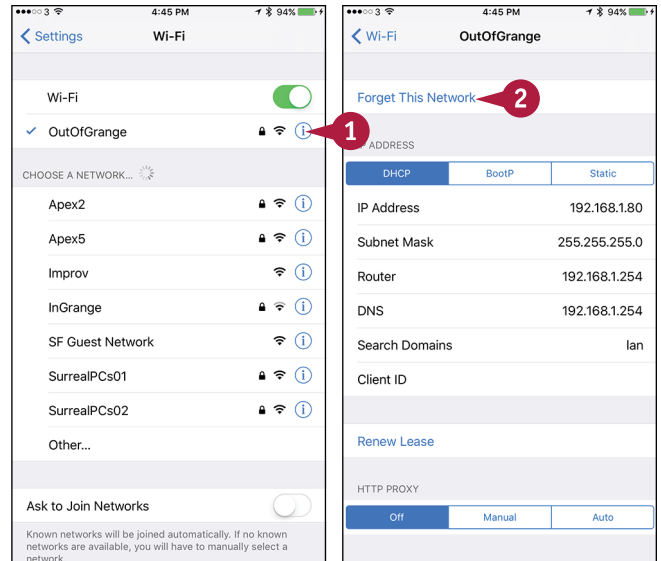 3 4:45 PM 94%
Settings Wi-Fi
Wi-Fi
OutOfGrange
1
CHOOSE A NETWORK...
Apex2
Apex5
Improv
InGrange
SF Guest Network
SurrealPCs01
SurrealPCs02
Other...
Ask to Join Networks
Known networks will be joined automatically. If no known
networks are available, you will have to manually select a
network.
3 4:45 PM 94%
Wi-Fi OutOfGrange
Forget This Network
2
ADDRESS
DHCP BootP Static
IP Address 192.168.1.80
Subnet Mask 255.255.255.0
Router 192.168.1.254
DNS 192.168.1.254
Search Domains lan
Client ID
Renew Lease
HTTP PROXY
Off Manual Auto